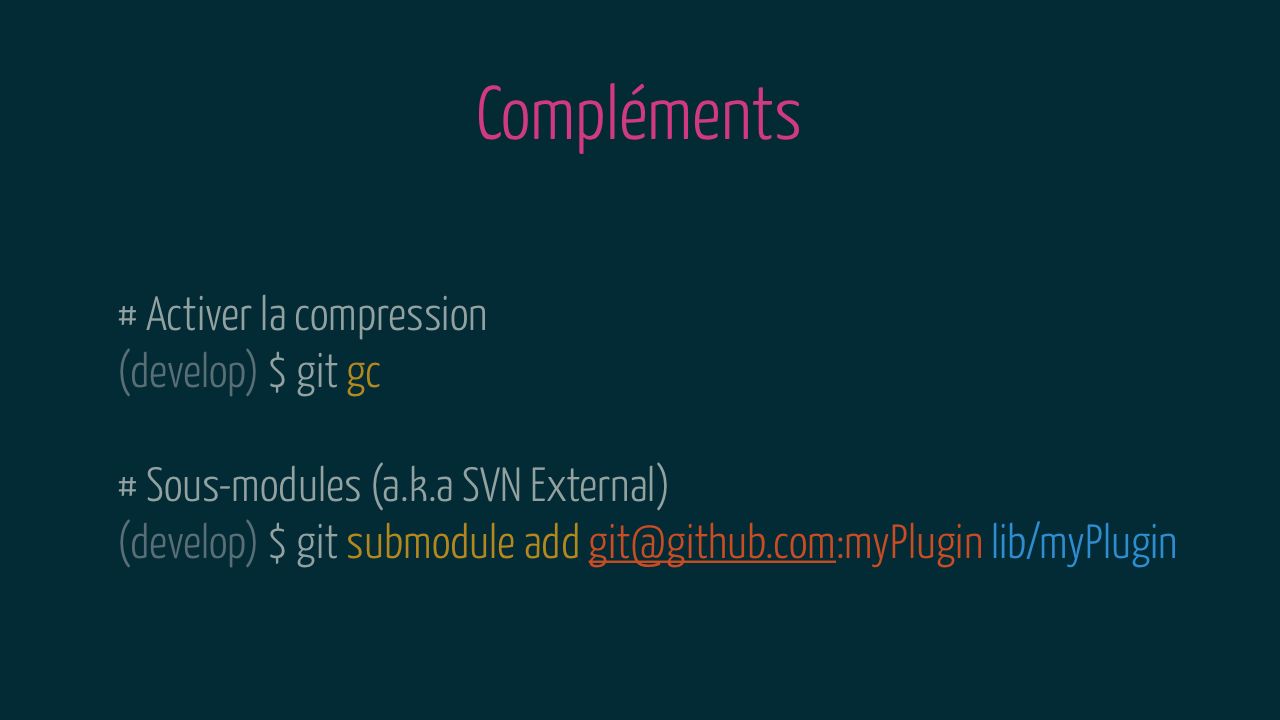 Compléments
# Activer la compression
(develop) $ git gc
# Sous-modules (a.k.a SVN External)
(develop) $ git submodule add git@github.com:myPlugin lib/myPlugin